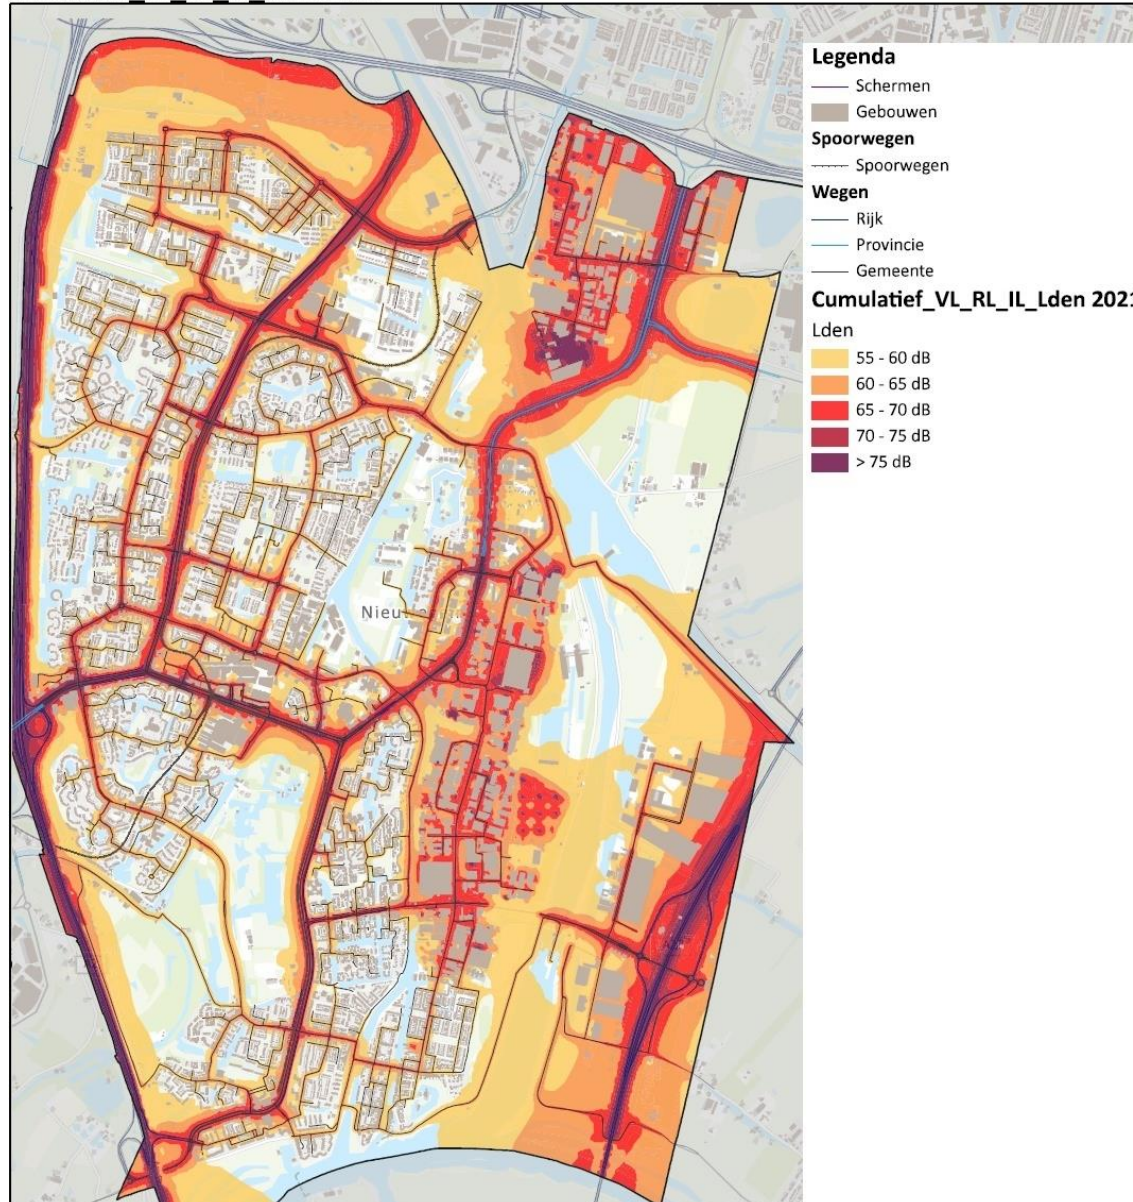 Legenda
Schermen
Gebouwen
Spoorwegen
Spoorwegen
Wegen
Rijk
Provincie
Gemeente
Cumulatief_VL_RL_IL_Lden 2021
Lden
55 - 60 dB
60 - 65 dB
65 - 70 dB
70 - 75 dB
> 75 dB